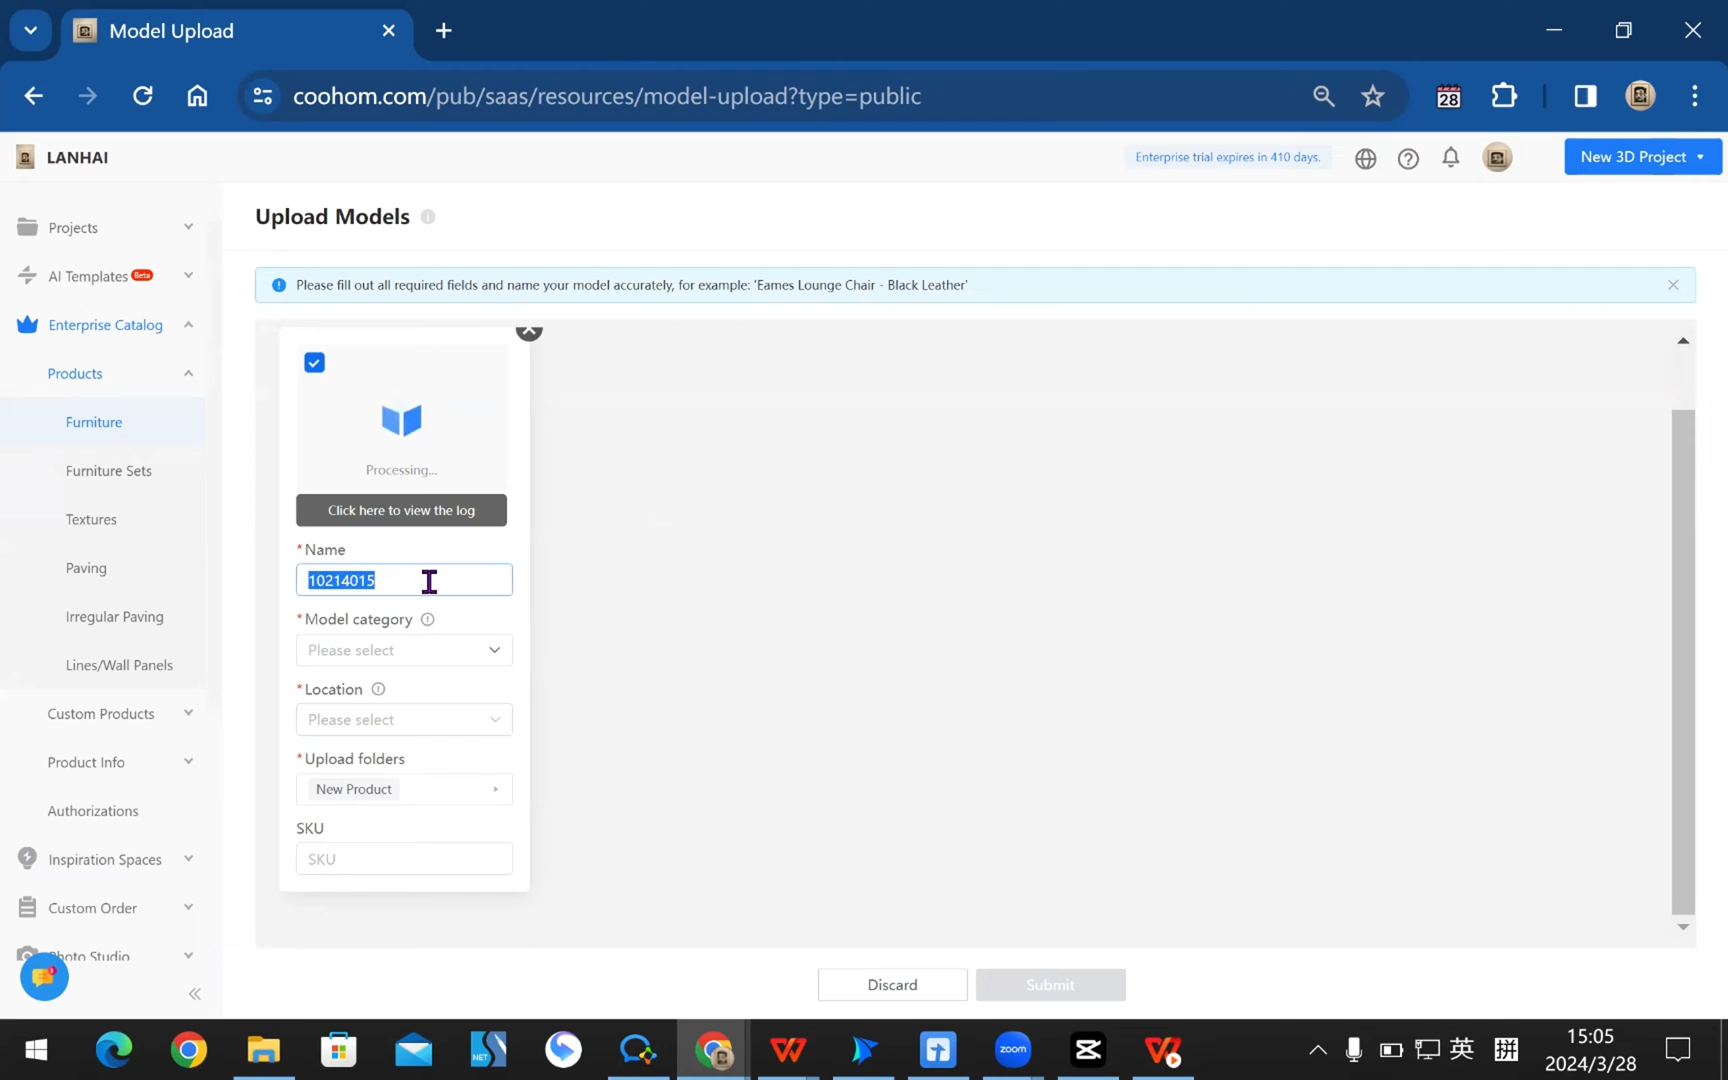 Model Upload
coohom.com/pub/saas/resources/model-upload?type=public
28
LANHAI
Enterprise trial expires in 410 days.
New 3D Project
Projects
AI Templates Beta
Enterprise Catalog
Products
Furniture
Furniture Sets
Textures
Paving
Irregular Paving
Lines/Wall Panels
Custom Products
Product Info
Authorizations
Inspiration Spaces
Custom Order
Photo Studio
Upload Models
Please fill out all required fields and name your model accurately, for example: 'Eames Lounge Chair - Black Leather'
Processing...
Click here to view the log
*Name
10214015
*Model category
Please select
*Location
Please select
*Upload folders
New Product
SKU
SKU
Discard
Submit
NET
zoom
英
拼
15:05
2024/3/28